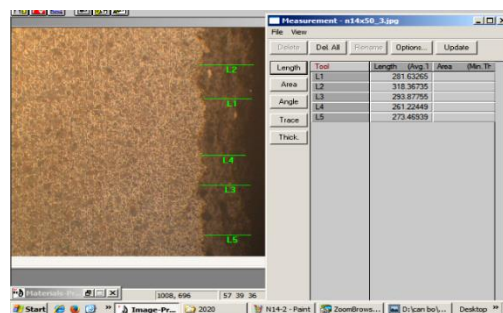 Measurement - n14x50_3.jpg
File View
Delete Del. All Rename Options... Update
Length Tool Length (Avg.T Area (Min.Th
L1 281.63265
Area L2 318.36735
L3 293.87755
Angle L4 261.22449
L5 273.46939
Trace
Thick.
L2
L1
L4
L3
L5
Materials-Pr...
1008, 696 57 39 36
Start Image-Pr... 2020 N14-2 - Paint ZoomBrows... D:\can bo\... Desktop